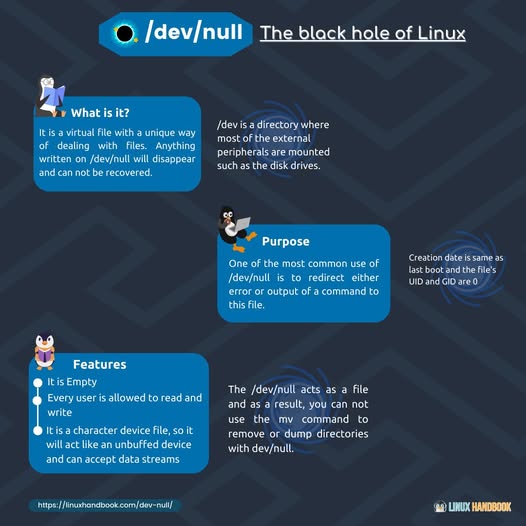 /dev/null The black hole of Linux
What is it?
It is a virtual file with a unique way
of dealing with files. Anything
written on /dev/null will disappear
and can not be recovered.
/dev is a directory where
most of the external
peripherals are mounted
such as the disk drives.
Purpose
One of the most common use of
/dev/null is to redirect either
error or output of a command to
this file.
Creation date is same as
last boot and the file's
UID and GID are 0
Features
It is Empty
Every user is allowed to read and
write
It is a character device file, so it
will act like an unbuffed device
and can accept data streams
The /dev/null acts as a file
and as a result, you can not
use the mv command to
remove or dump directories
with dev/null.
https://linuxhandbook.com/dev-null/
LINUX HANDBOOK